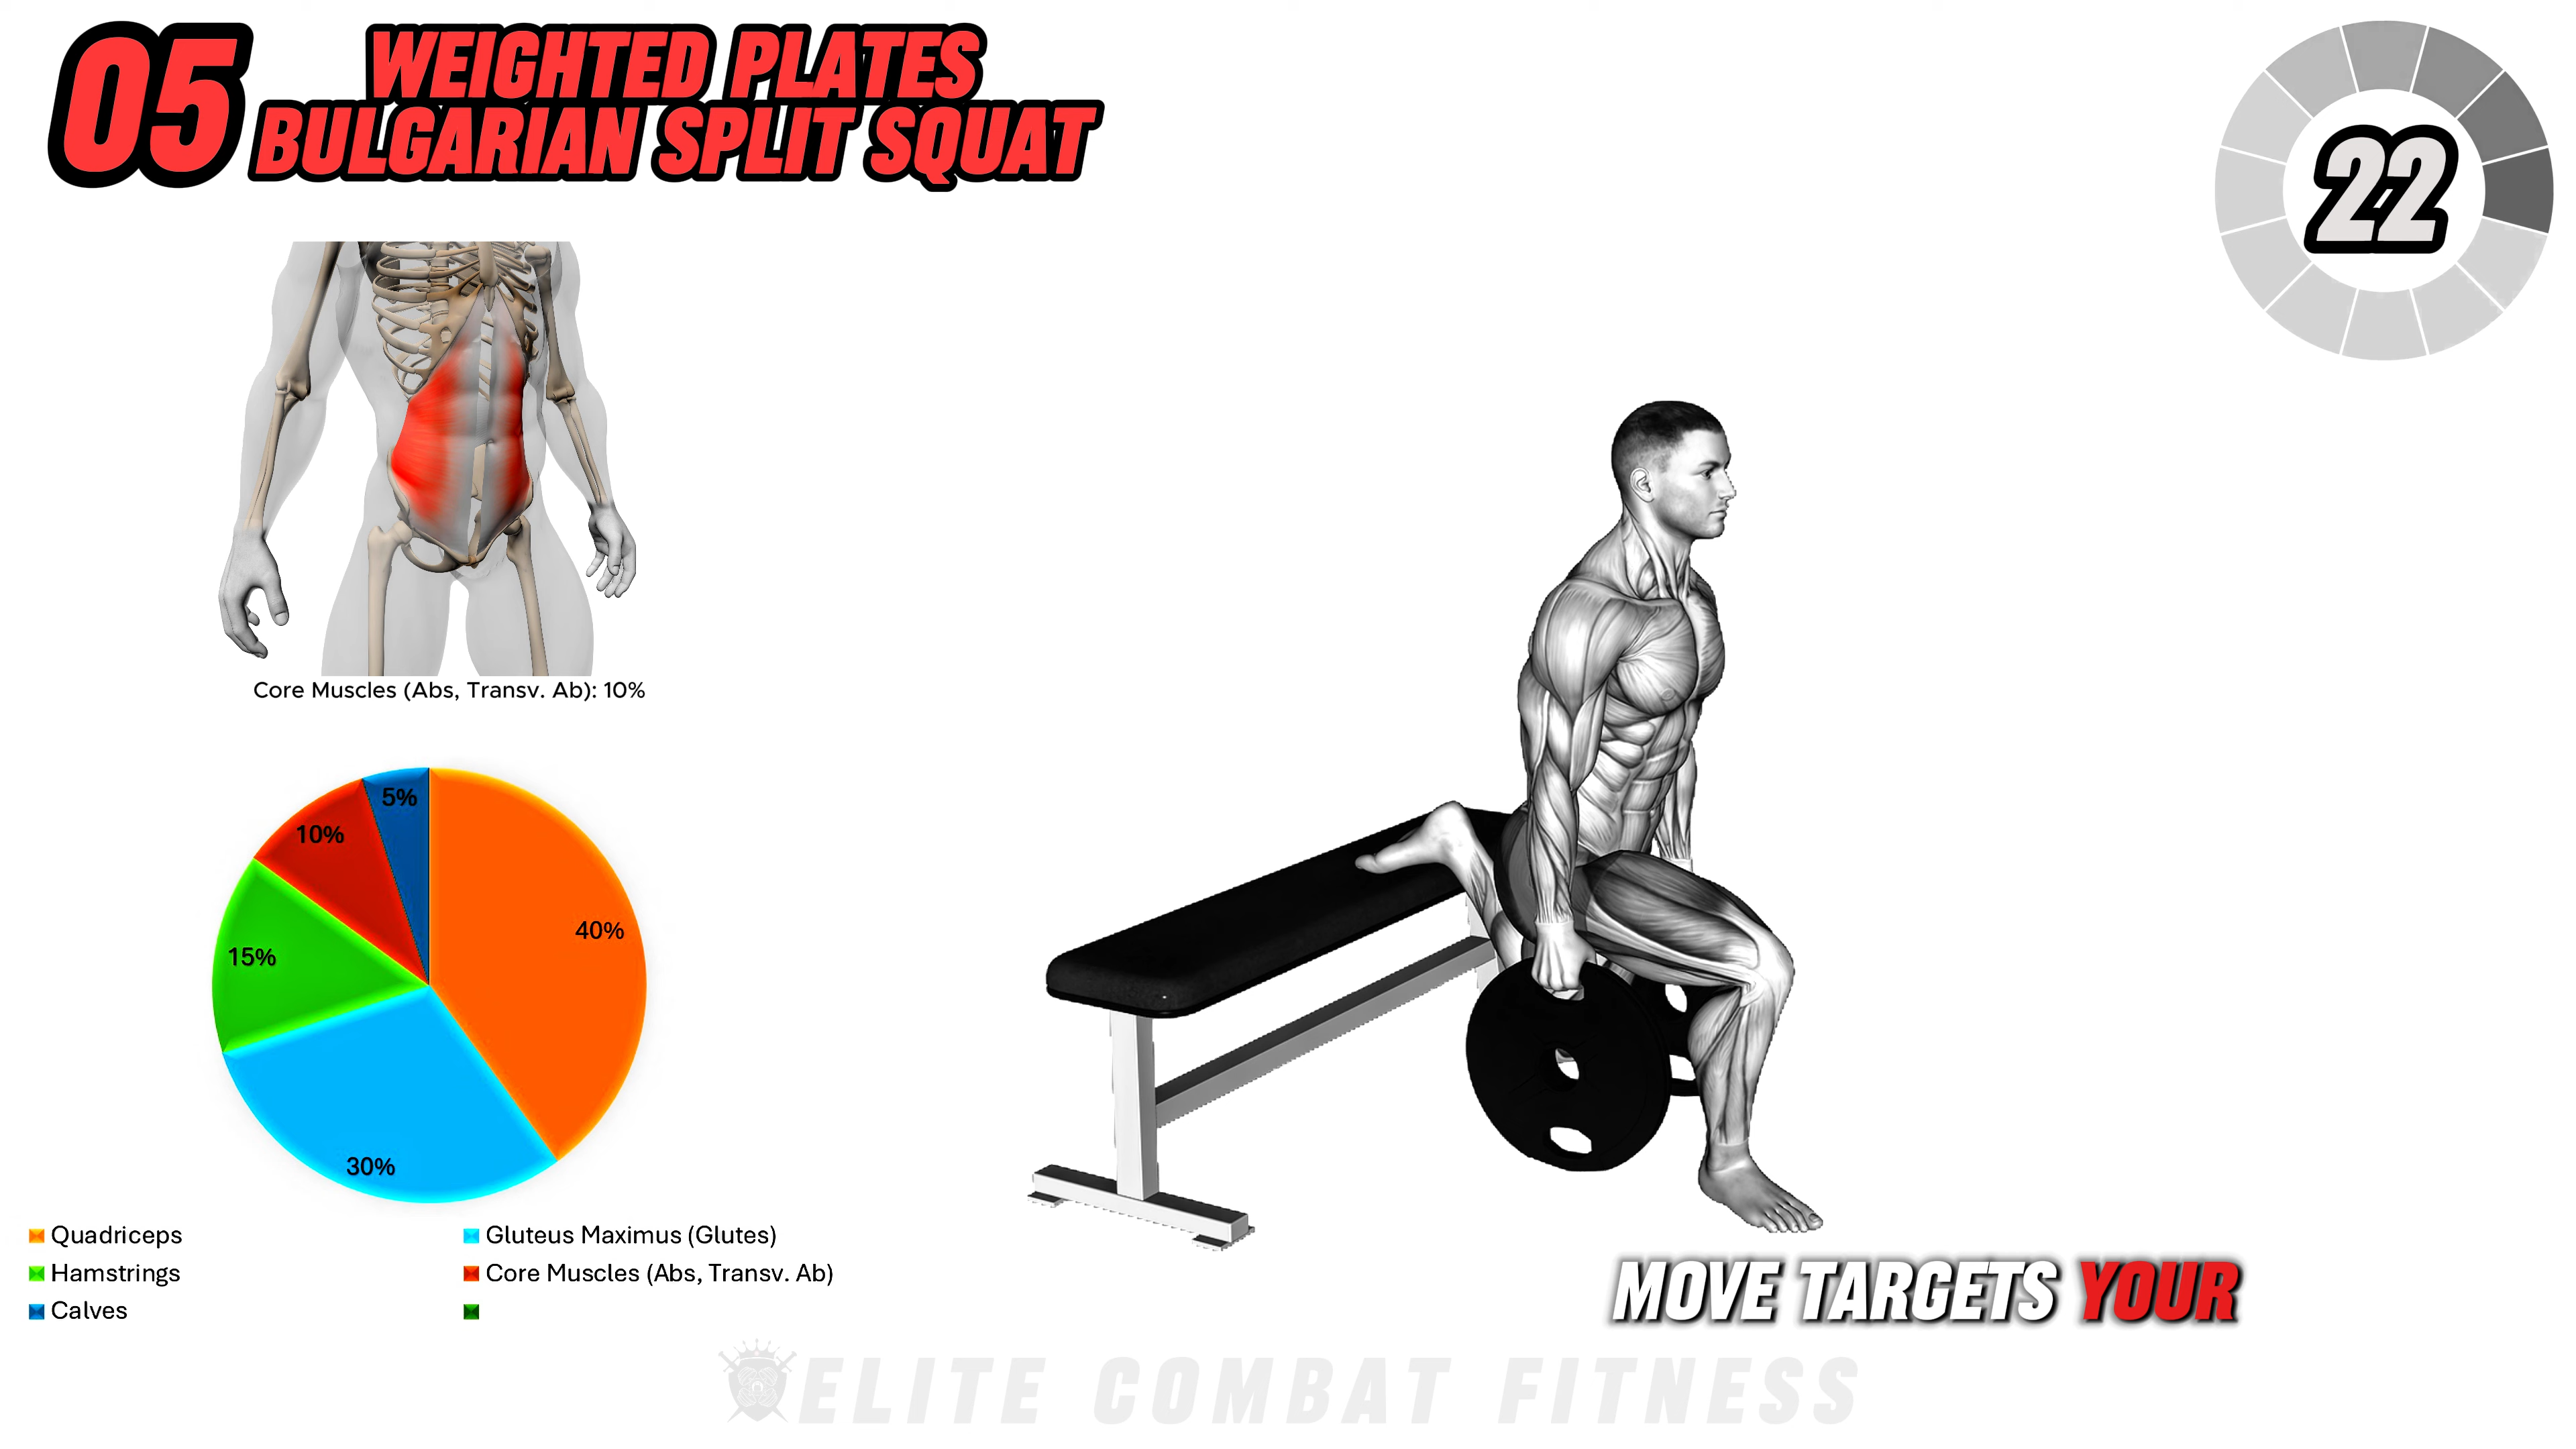 05
WEIGHTED PLATES
BULGARIAN SPLIT SQUAT
22
Core Muscles (Abs, Transv. Ab): 10%
5%
10%
40%
15%
30%
Quadriceps
Gluteus Maximus (Glutes)
Hamstrings
Core Muscles (Abs, Transv. Ab)
Calves
MOVE TARGETS YOUR
ELITE COMBAT FITNESS